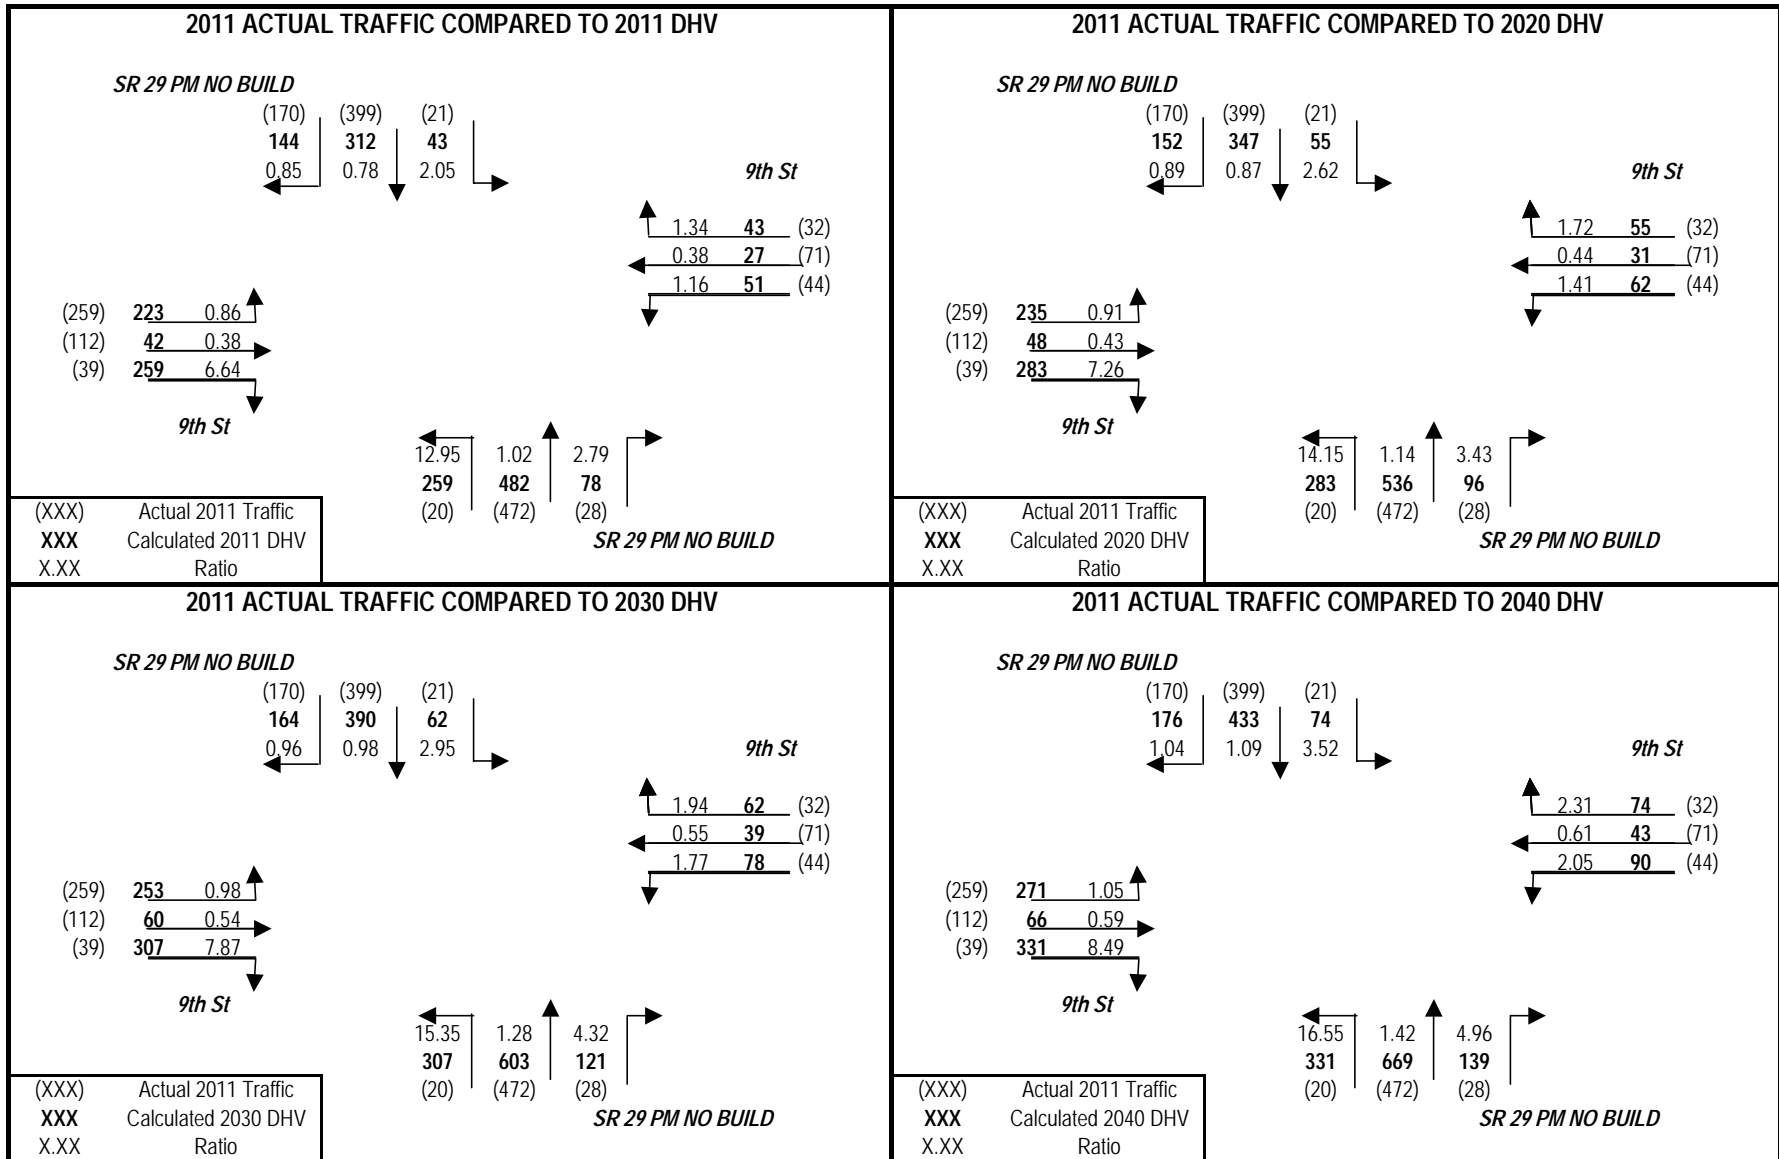 2011 ACTUAL TRAFFIC COMPARED TO 2011 DHV
SR 29 PM NO BUILD
(170) (399) (21)
144 312 43
0.85 0.78 2.05
9th St
1.34 43 (32)
0.38 27 (71)
1.16 51 (44)
(259) 223 0.86
(112) 42 0.38
(39) 259 6.64
9th St
12.95 1.02 2.79
259 482 78
(20) (472) (28)
SR 29 PM NO BUILD
(XXX) Actual 2011 Traffic
XXX Calculated 2011 DHV
X.XX Ratio
2011 ACTUAL TRAFFIC COMPARED TO 2020 DHV
SR 29 PM NO BUILD
(170) (399) (21)
152 347 55
0.89 0.87 2.62
9th St
1.72 55 (32)
0.44 31 (71)
1.41 62 (44)
(259) 235 0.91
(112) 48 0.43
(39) 283 7.26
9th St
14.15 1.14 3.43
283 536 96
(20) (472) (28)
SR 29 PM NO BUILD
(XXX) Actual 2011 Traffic
XXX Calculated 2020 DHV
X.XX Ratio
2011 ACTUAL TRAFFIC COMPARED TO 2030 DHV
SR 29 PM NO BUILD
(170) (399) (21)
164 390 62
0.96 0.98 2.95
9th St
1.94 62 (32)
0.55 39 (71)
1.77 78 (44)
(259) 253 0.98
(112) 60 0.54
(39) 307 7.87
9th St
15.35 1.28 4.32
307 603 121
(20) (472) (28)
SR 29 PM NO BUILD
(XXX) Actual 2011 Traffic
XXX Calculated 2030 DHV
X.XX Ratio
2011 ACTUAL TRAFFIC COMPARED TO 2040 DHV
SR 29 PM NO BUILD
(170) (399) (21)
176 433 74
1.04 1.09 3.52
9th St
2.31 74 (32)
0.61 43 (71)
2.05 90 (44)
(259) 271 1.05
(112) 66 0.59
(39) 331 8.49
9th St
16.55 1.42 4.96
331 669 139
(20) (472) (28)
SR 29 PM NO BUILD
(XXX) Actual 2011 Traffic
XXX Calculated 2040 DHV
X.XX Ratio